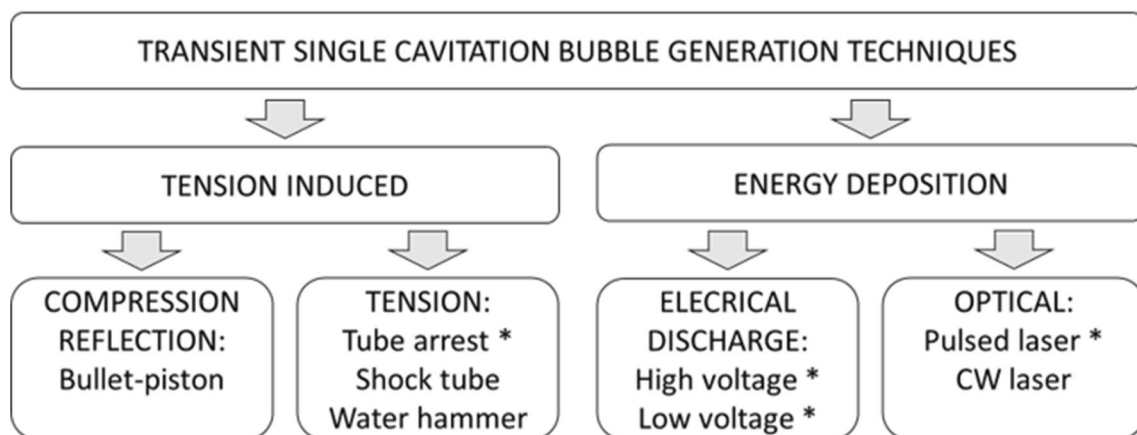 TRANSIENT SINGLE CAVITATION BUBBLE GENERATION TECHNIQUES
TENSION INDUCED
ENERGY DEPOSITION
COMPRESSION
REFLECTION:
Bullet-piston
TENSION:
Tube arrest *
Shock tube
Water hammer
ELECRICAL
DISCHARGE:
High voltage *
Low voltage *
OPTICAL:
Pulsed laser *
CW laser